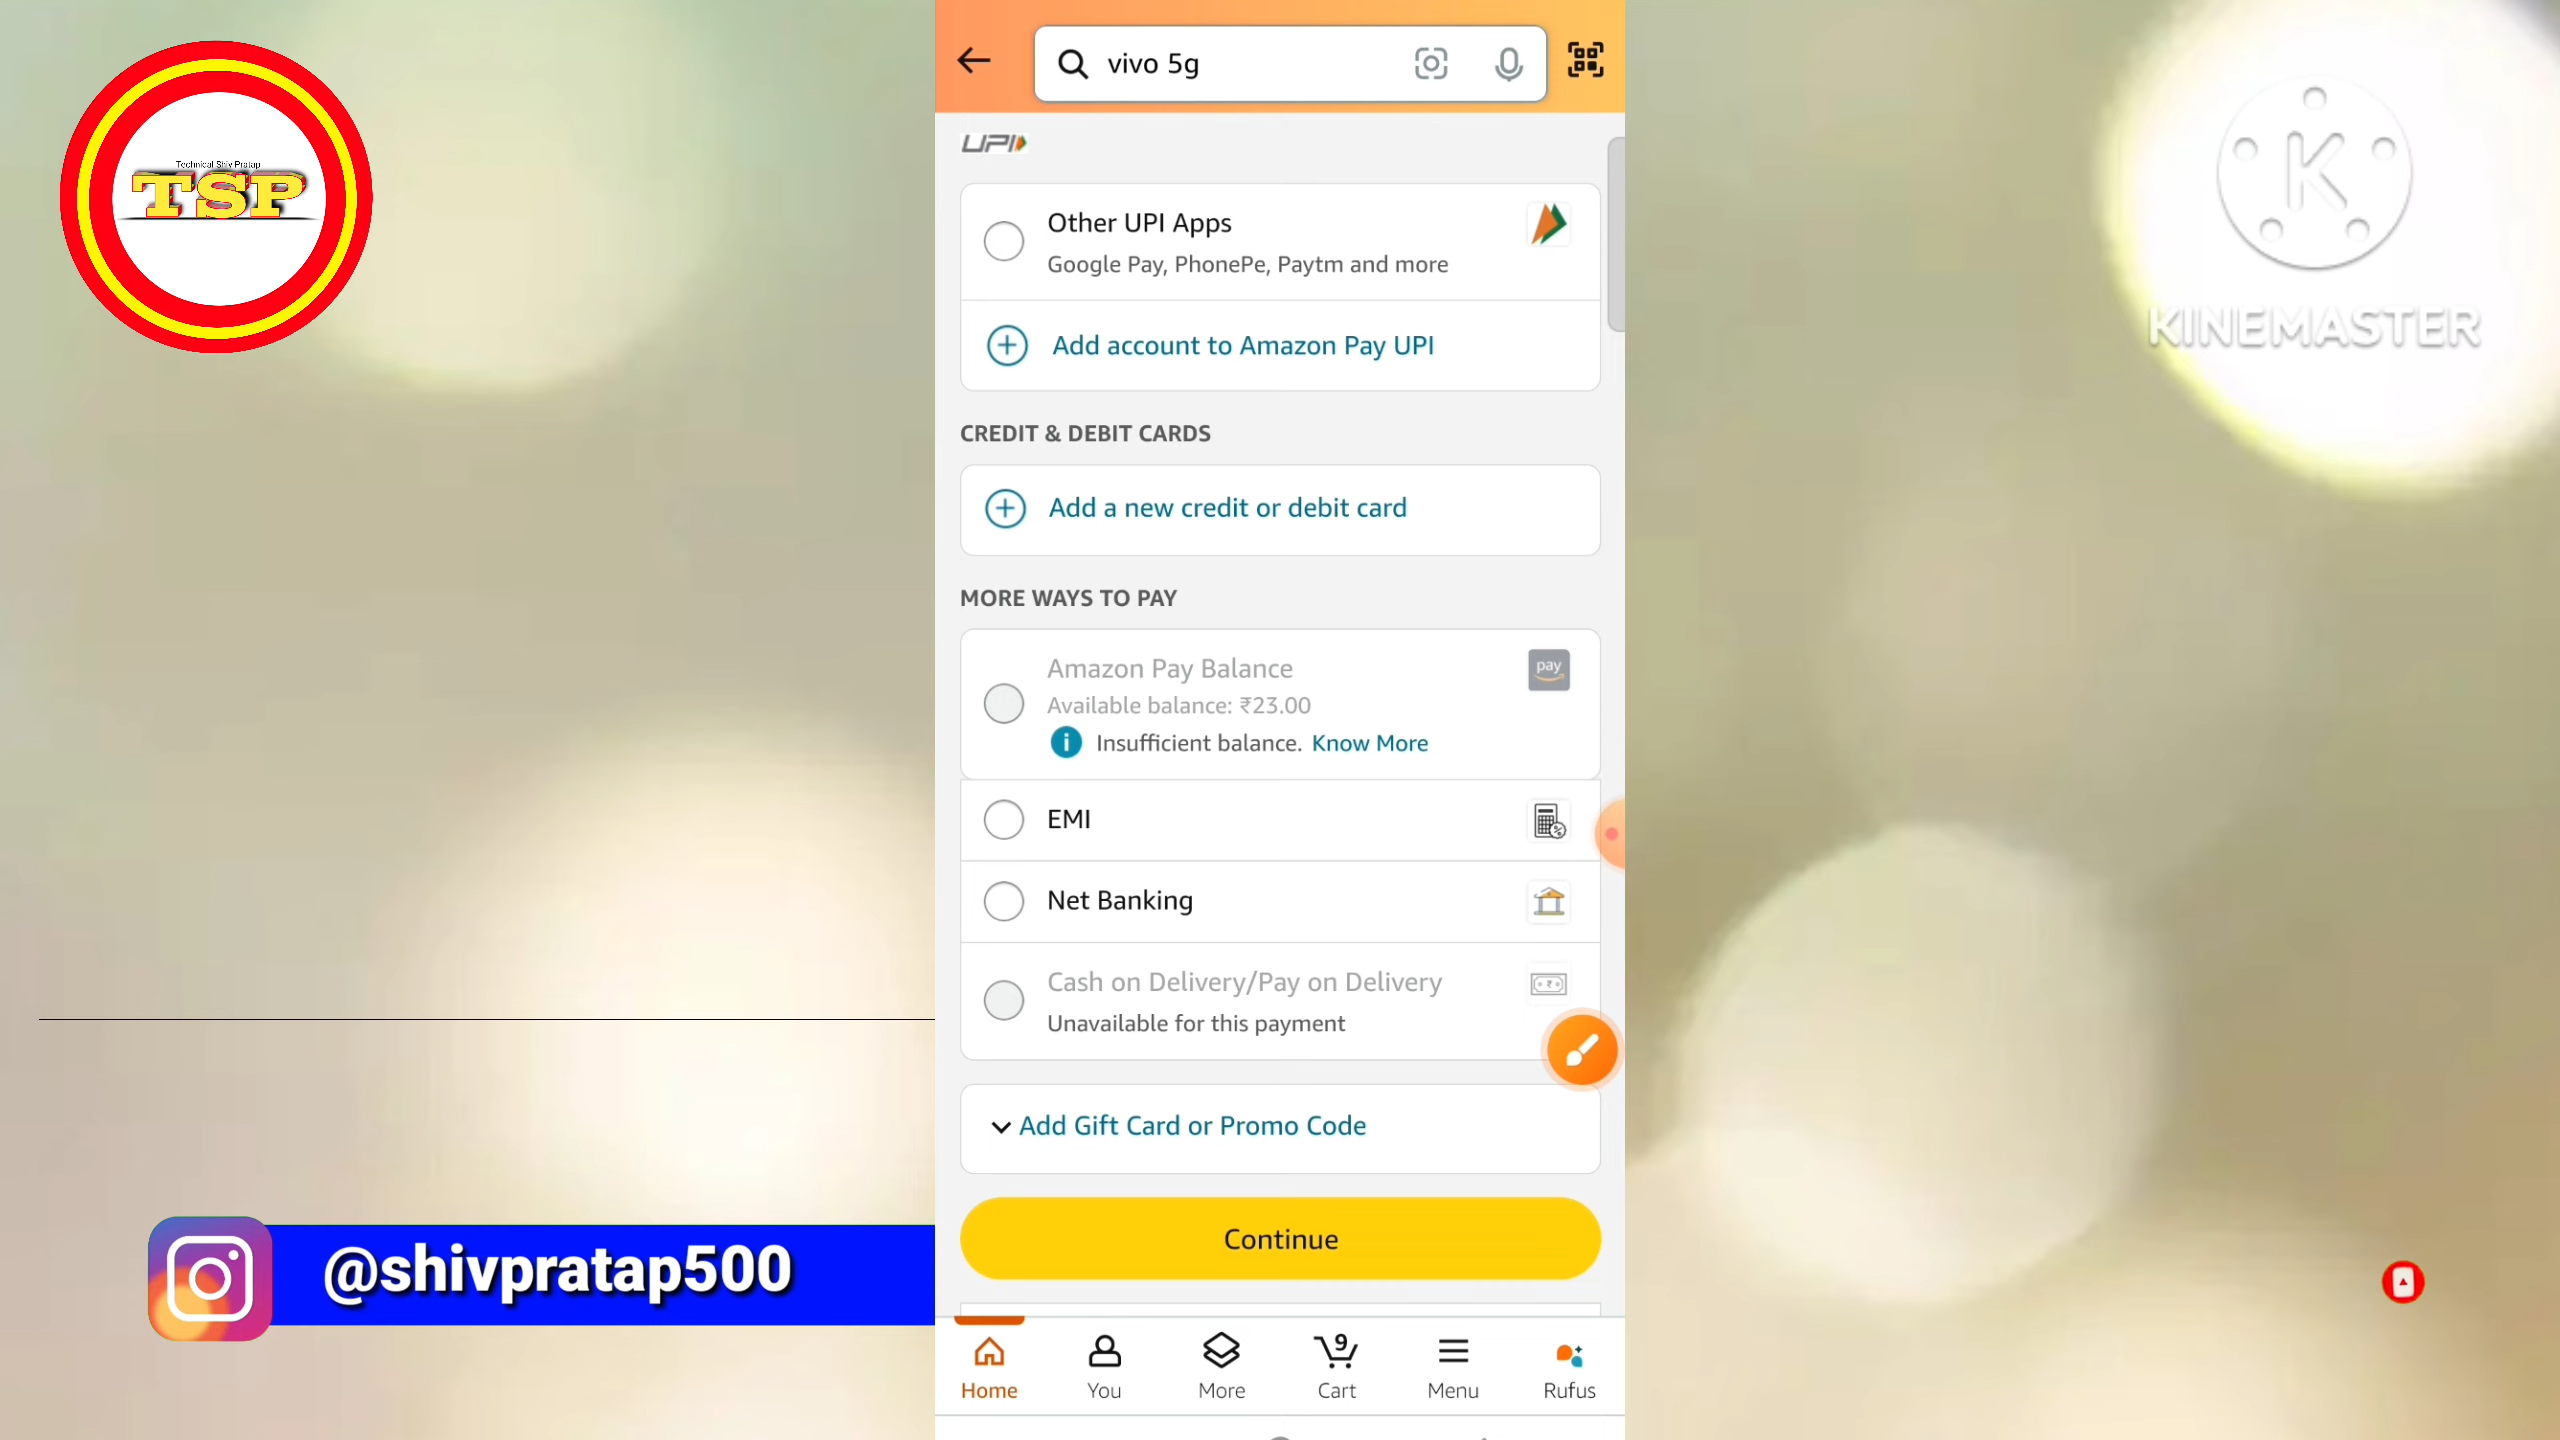 Technical Shiv Pratap
TSP
vivo 5g
UPI
Other UPI Apps
Google Pay, PhonePe, Paytm and more
Add account to Amazon Pay UPI
CREDIT & DEBIT CARDS
Add a new credit or debit card
MORE WAYS TO PAY
Amazon Pay Balance
pay
Available balance: ₹23.00
Insufficient balance. Know More
EMI
Net Banking
Cash on Delivery/Pay on Delivery
Unavailable for this payment
Add Gift Card or Promo Code
Continue
Home
You
More
9
Cart
Menu
Rufus
@shivpratap500
K
KINEMASTER